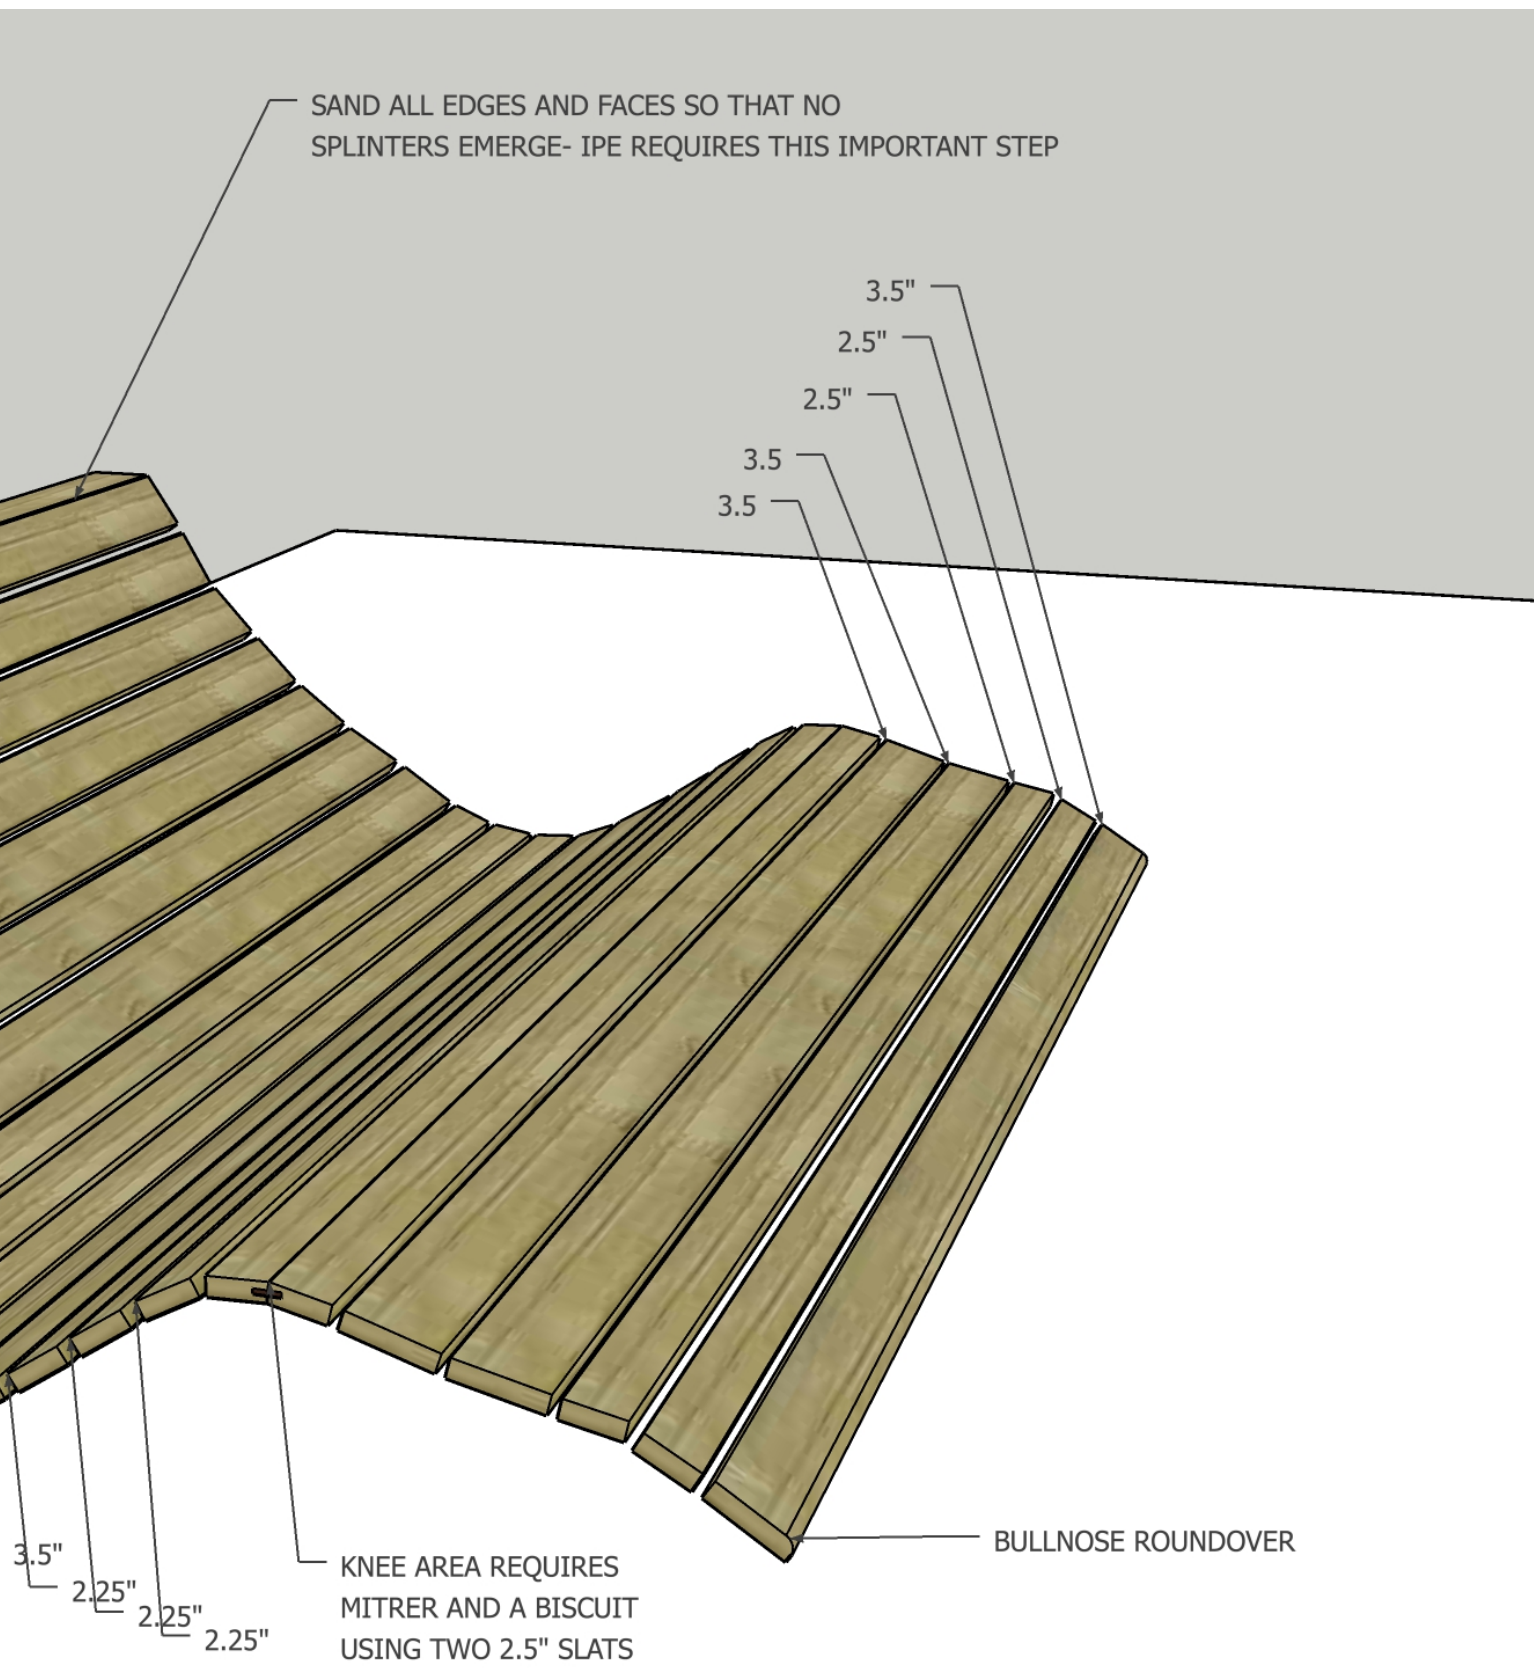 SAND ALL EDGES AND FACES SO THAT NO
SPLINTERS EMERGE- IPE REQUIRES THIS IMPORTANT STEP
3.5"
2.5"
2.5"
3.5
3.5
BULLNOSE ROUNDOVER
3.5"
2.25"
2.25"
2.25"
KNEE AREA REQUIRES
MITRER AND A BISCUIT
USING TWO 2.5" SLATS